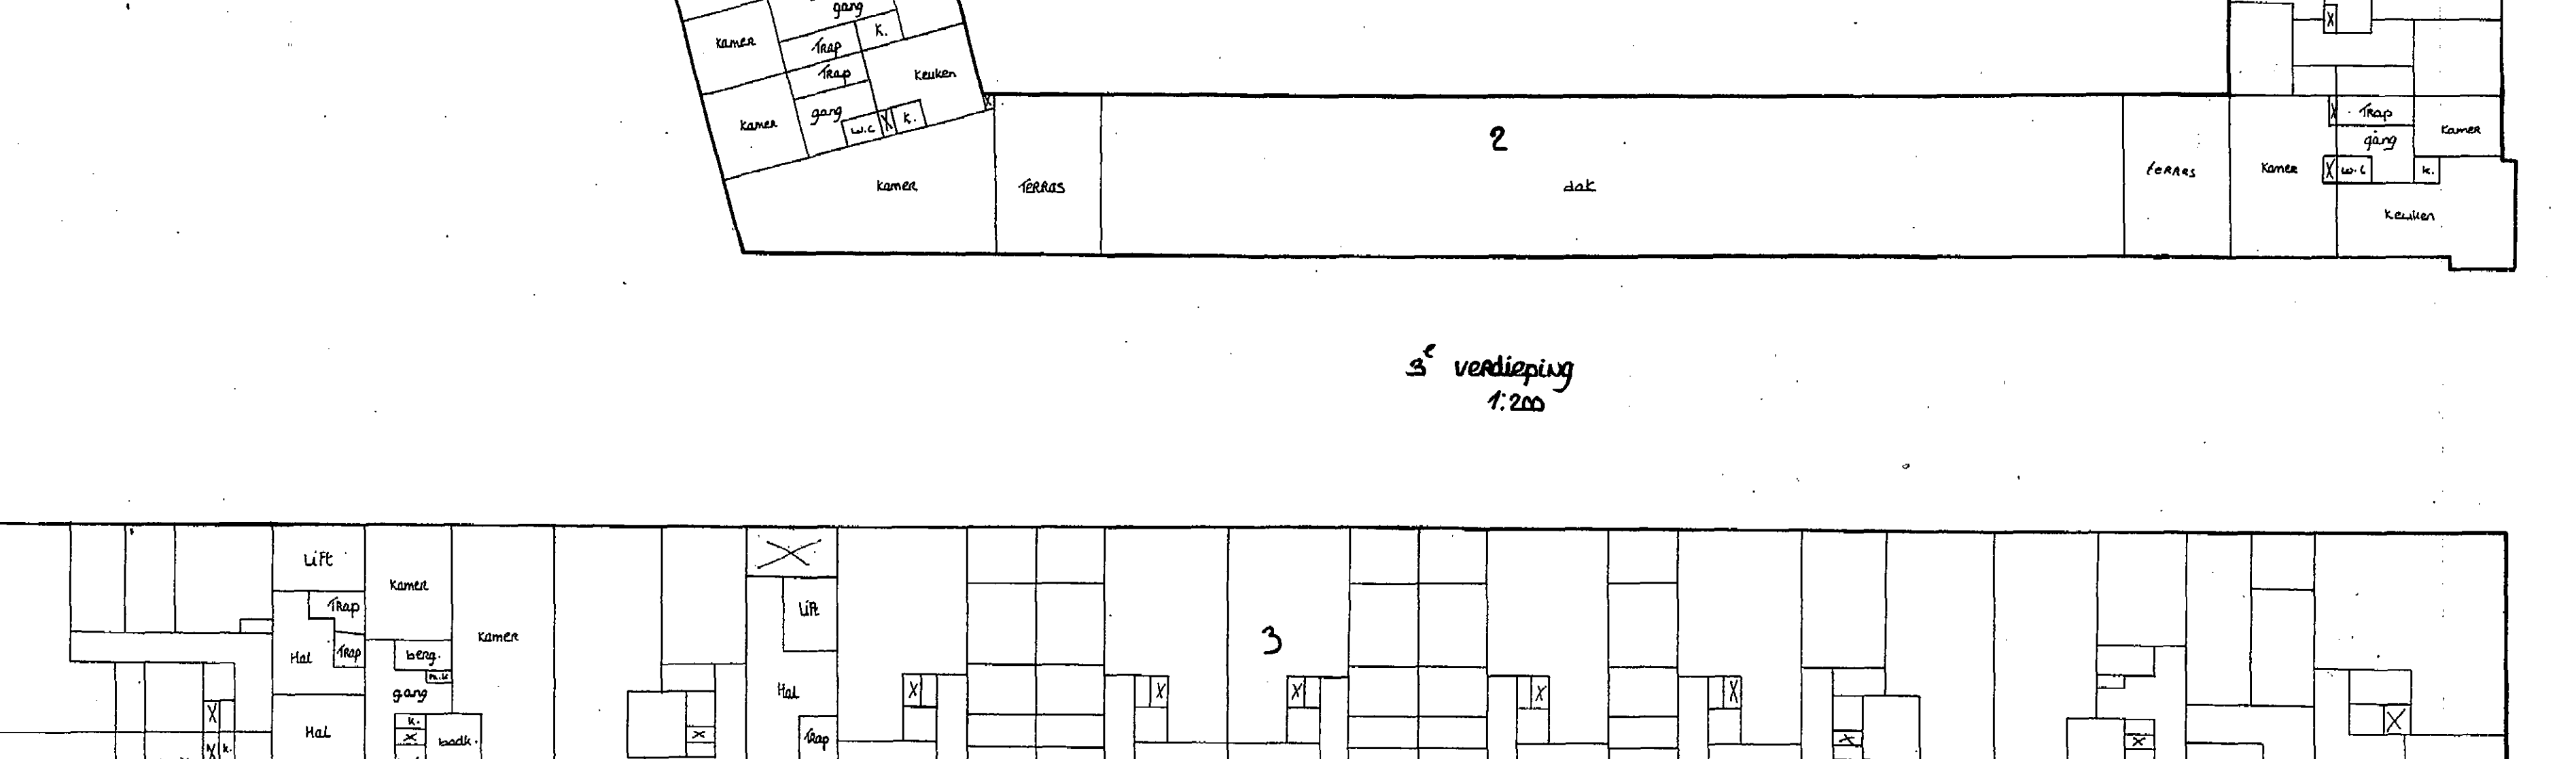 gang
Kamer
Trap
K.
Trap
Keuken
Kamer
gang
w.c
X
K.
X
Kamer
TERRAS
2
dak
TERRAS
Kamer
X
Trap
gang
Kamer
X
w.c
K.
Keuken
X
3e verdieping
1:200
Lift
Trap
Hal
Trap
Hal
Kamer
berg.
m.k
gang
k.
X
badk.
Kamer
X
X
k.
X
Lift
Hal
Trap
X
X
3
X
X
X
X
X
X